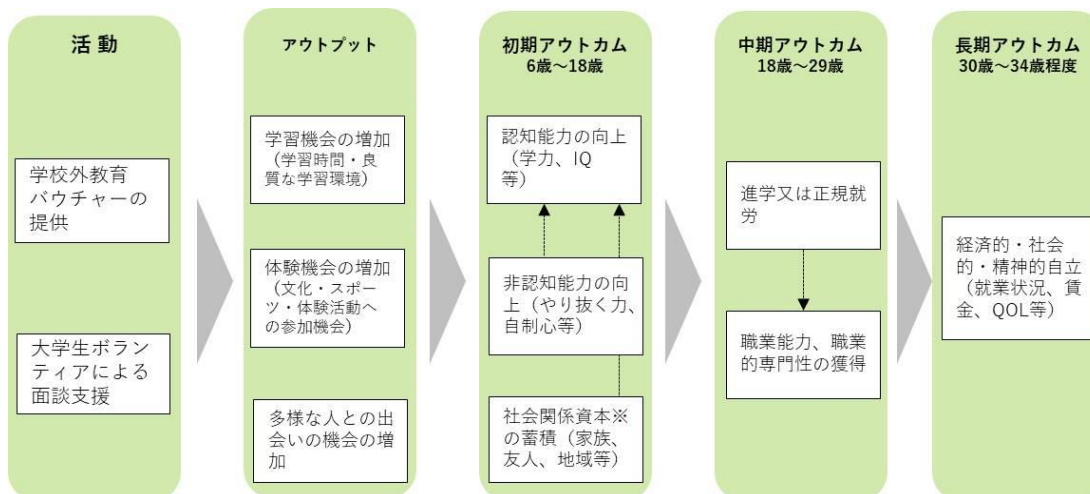 活 動
学校外教育
バウチャーの
提供
大学生ボラン
ティアによる
面談支援
アウトプット
学習機会の増加
（学習時間・良
質な学習環境）
体験機会の増加
（文化・スポー
ツ・体験活動へ
の参加機会）
多様な人との出
会いの機会の増
加
初期アウトカム
6歳～18歳
認知能力の向上
（学力、IQ
等）
非認知能力の向
上（やり抜く力、
自制心等）
社会関係資本※
の蓄積（家族、
友人、地域等）
中期アウトカム
18歳～29歳
進学又は正規就
労
職業能力、職業
的専門性の獲得
長期アウトカム
30歳～34歳程度
経済的・社会
的・精神的自立
（就業状況、賃
金、QOL等）